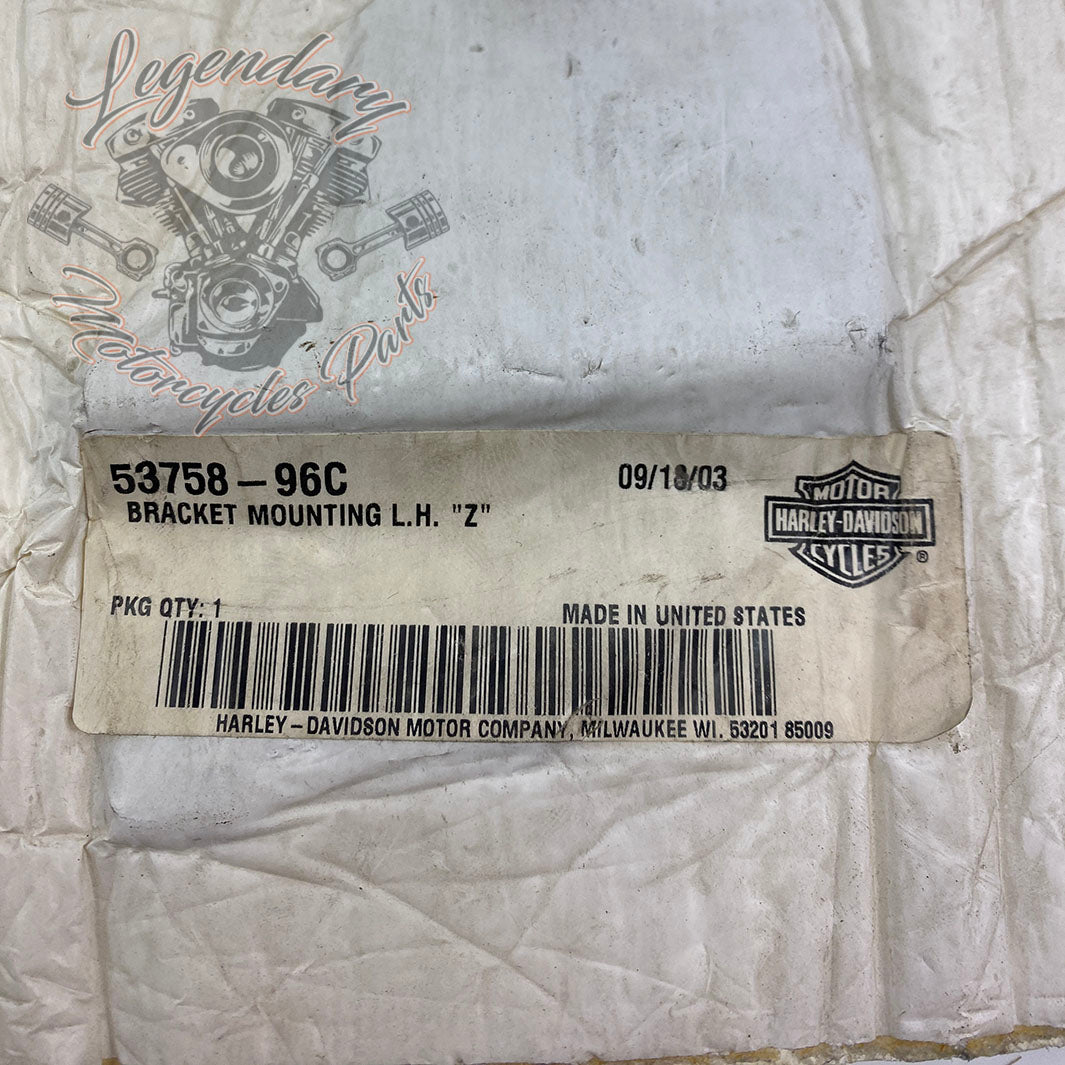 Legendary
Motorcycles Parts
53758-96C
09/18/03
BRACKET MOUNTING L.H. "Z"
MOTOR
HARLEY-DAVIDSON
CYCLES
®
PKG QTY: 1
MADE IN UNITED STATES
HARLEY-DAVIDSON MOTOR COMPANY, MILWAUKEE WI. 53201 85009